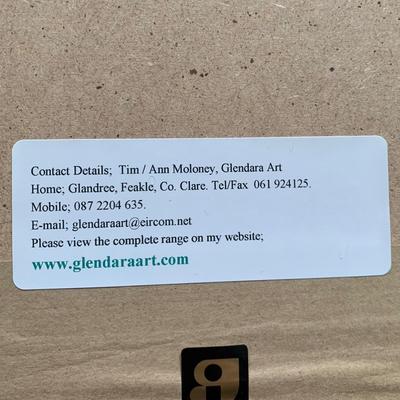 Contact Details; Tim / Ann Moloney, Glendara Art
Home; Glandree, Feakle, Co. Clare. Tel/Fax 061 924125.
Mobile; 087 2204 635.
E-mail; glendaraart@eircom.net
Please view the complete range on my website;
www.glendaraart.com